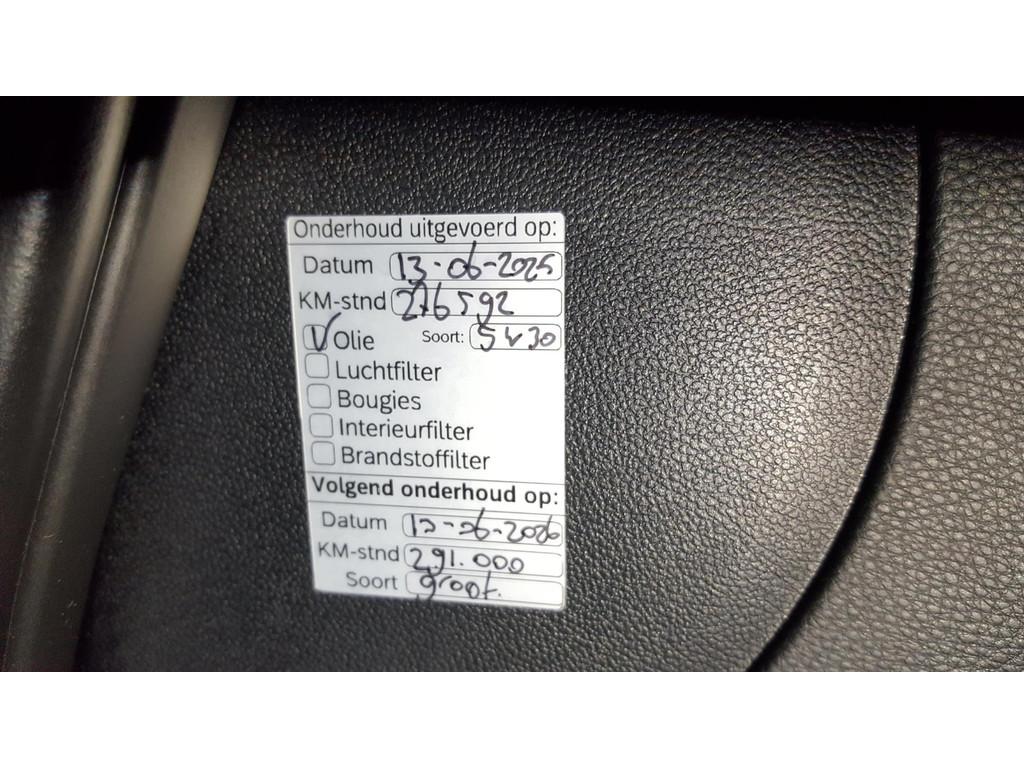 Onderhoud uitgevoerd op:
Datum 13-06-2025
KM-stnd 276592
Olie Soort: 5w30
Luchtfilter
Bougies
Interieurfilter
Brandstoffilter
Volgend onderhoud op:
Datum 13-06-2026
KM-stnd 291.000
Soort groot.